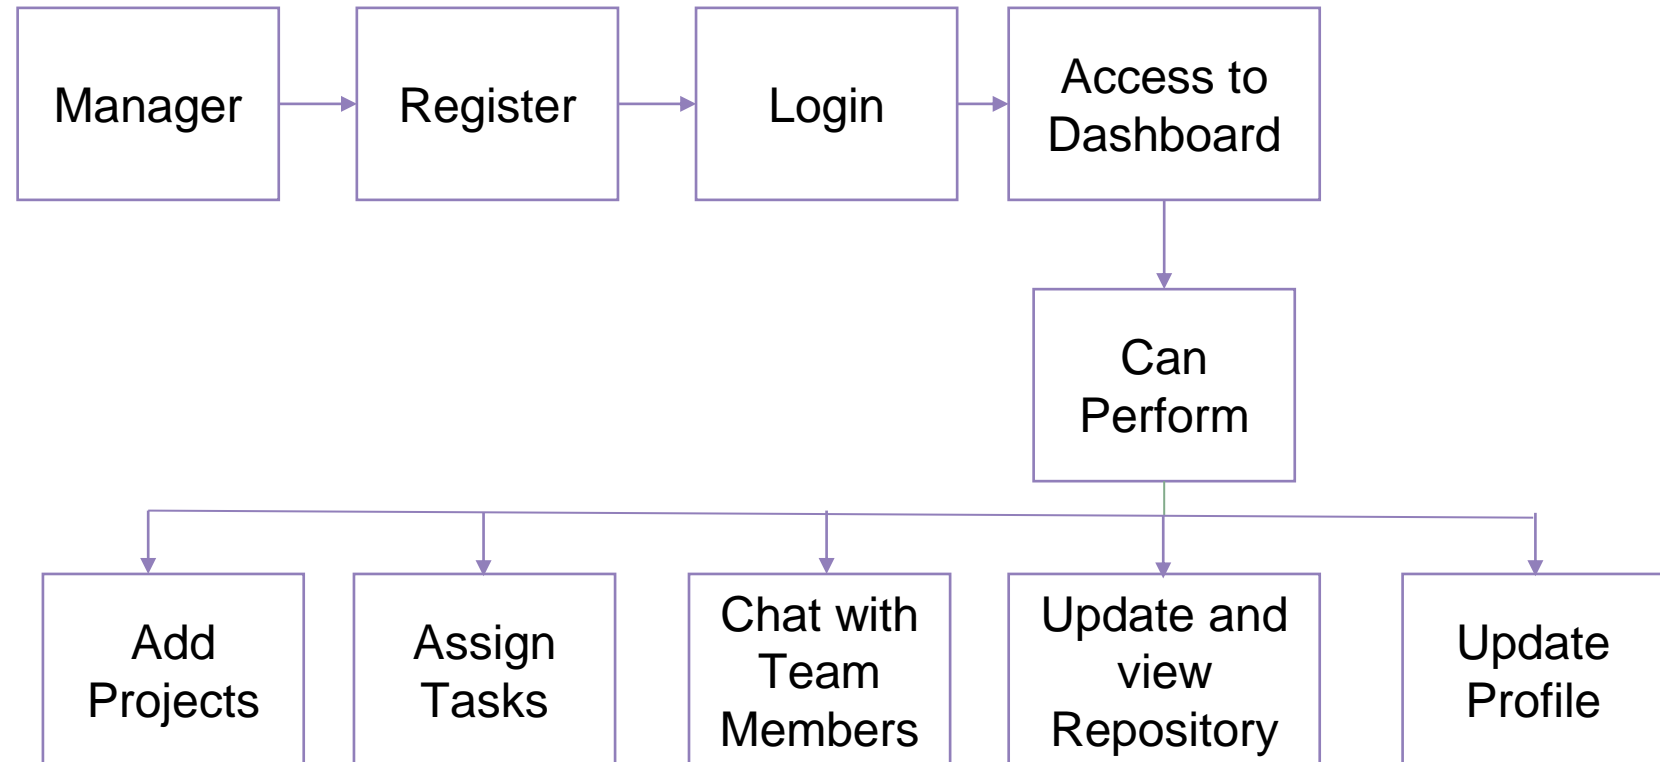 Manager
Register
Login
Access to
Dashboard
Can
Perform
Add
Projects
Assign
Tasks
Chat with
Team
Members
Update and
view
Repository
Update
Profile